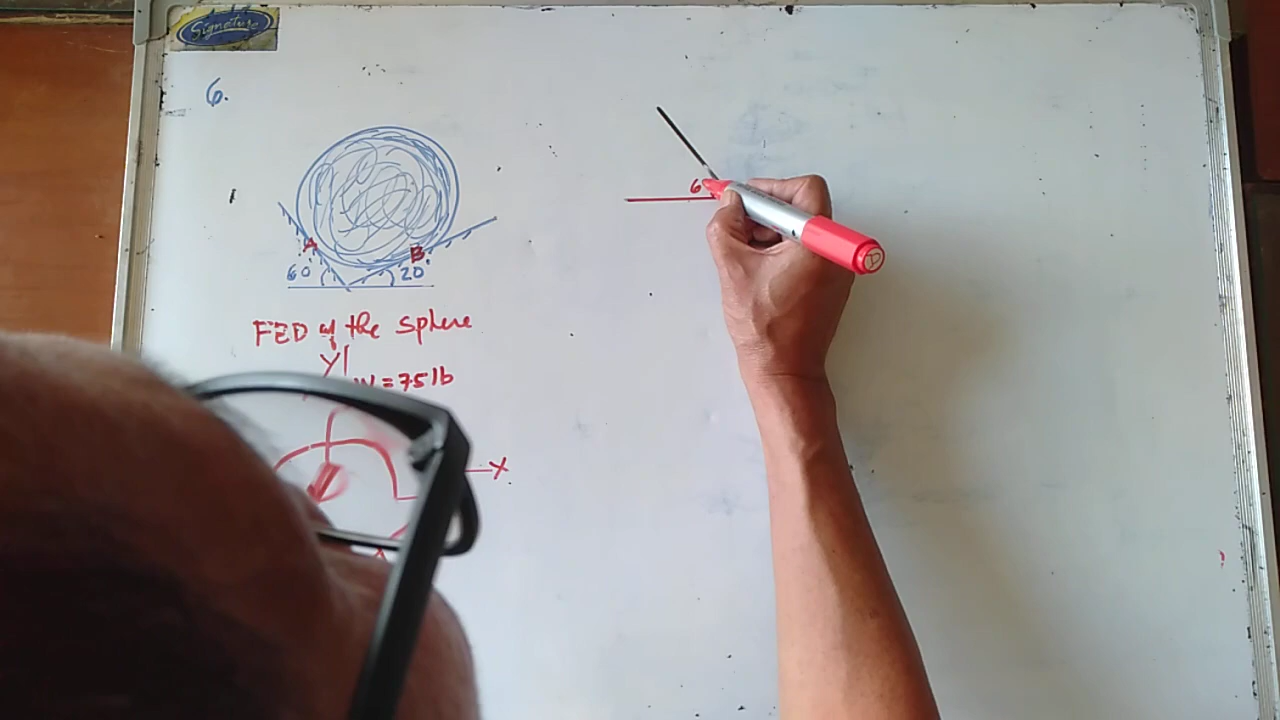 Signature
6.
A
B
60
20
FBD of the sphere
Y
W = 75 lb
X
6